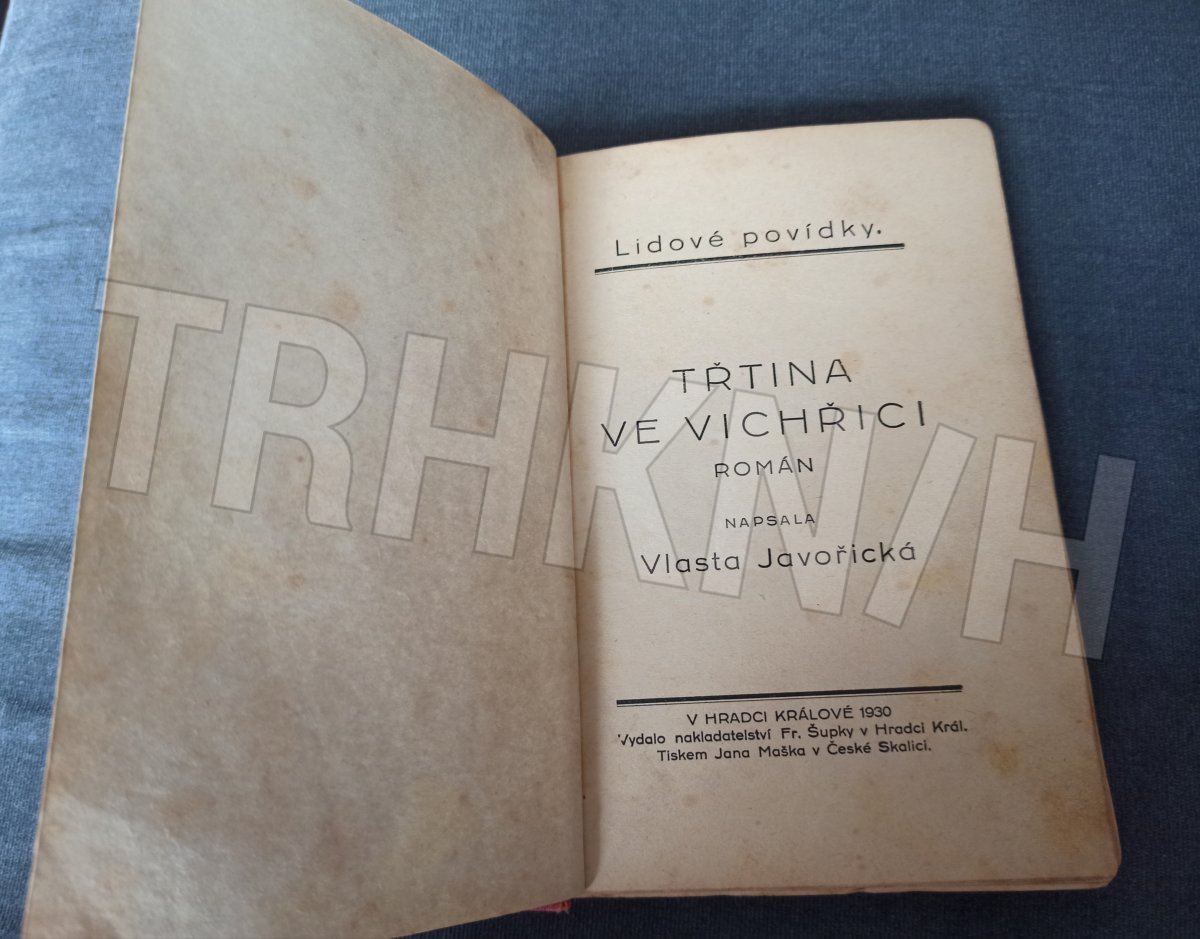 Lidové povídky.
TŘTINA
VE VICHŘICI
ROMÁN
NAPSALA
Vlasta Javořická
V HRADCI KRÁLOVÉ 1930
Vydalo nakladatelství Fr. Šupky v Hradci Král.
Tiskem Jana Maška v České Skalici.
TRHKNIH